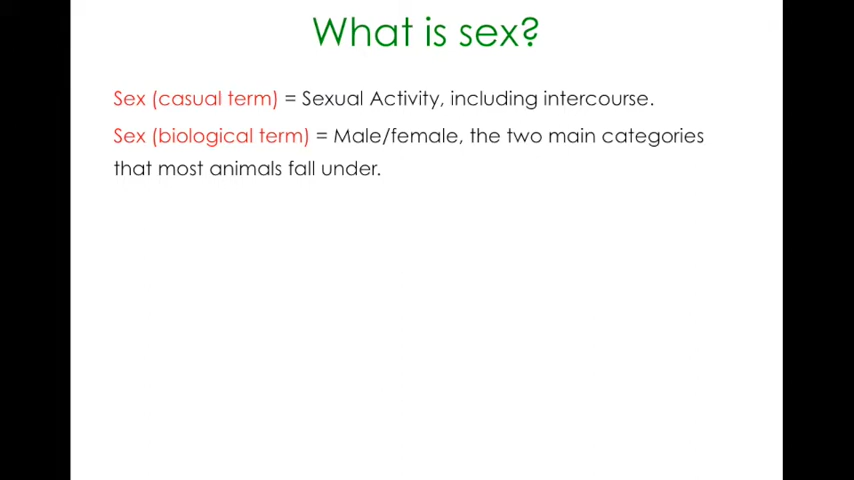 What is sex?
Sex (casual term) = Sexual Activity, including intercourse.
Sex (biological term) = Male/female, the two main categories
that most animals fall under.